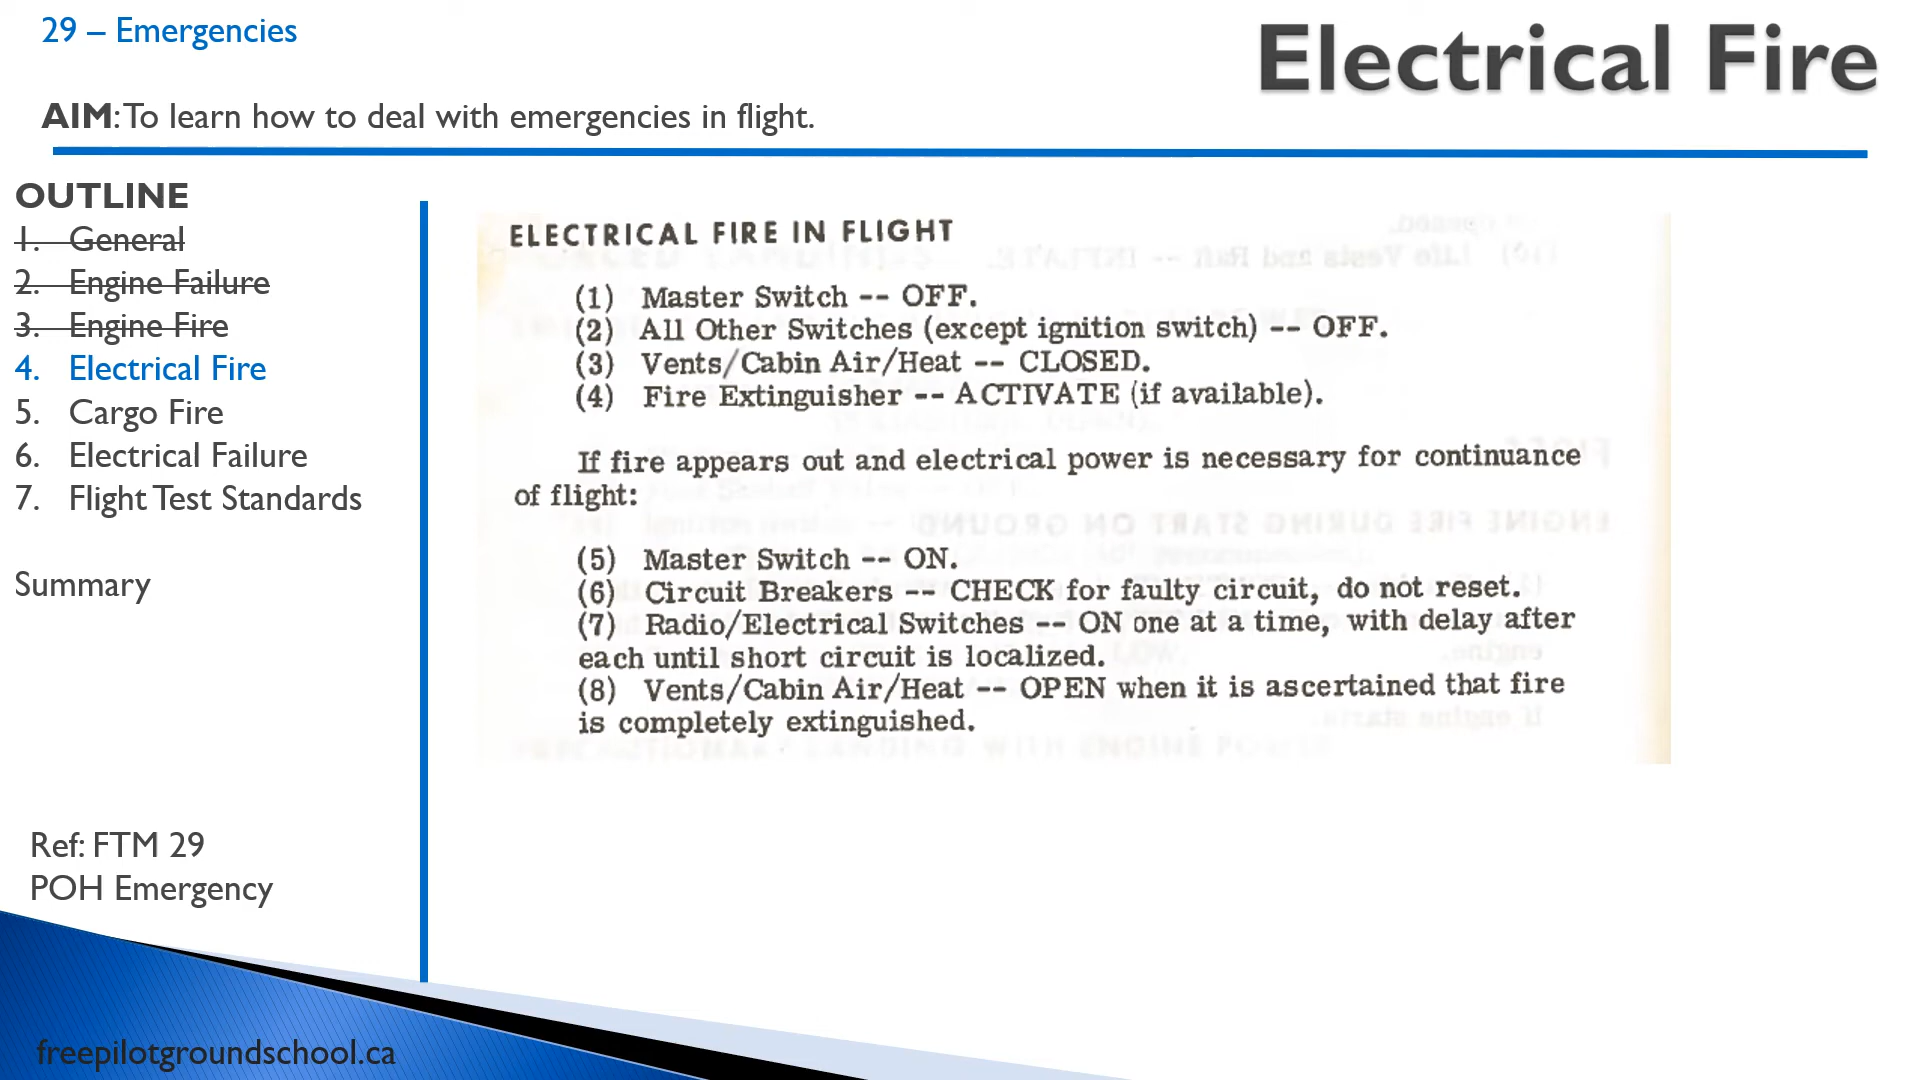 29 – Emergencies
Electrical Fire
AIM: To learn how to deal with emergencies in flight.
OUTLINE
1. General
2. Engine Failure
3. Engine Fire
4. Electrical Fire
5. Cargo Fire
6. Electrical Failure
7. Flight Test Standards
Summary
Ref: FTM 29
POH Emergency
freepilotgroundschool.ca
ELECTRICAL FIRE IN FLIGHT
(1) Master Switch -- OFF.
(2) All Other Switches (except ignition switch) -- OFF.
(3) Vents/Cabin Air/Heat -- CLOSED.
(4) Fire Extinguisher -- ACTIVATE (if available).
If fire appears out and electrical power is necessary for continuance
of flight:
(5) Master Switch -- ON.
(6) Circuit Breakers -- CHECK for faulty circuit, do not reset.
(7) Radio/Electrical Switches -- ON one at a time, with delay after
each until short circuit is localized.
(8) Vents/Cabin Air/Heat -- OPEN when it is ascertained that fire
is completely extinguished.